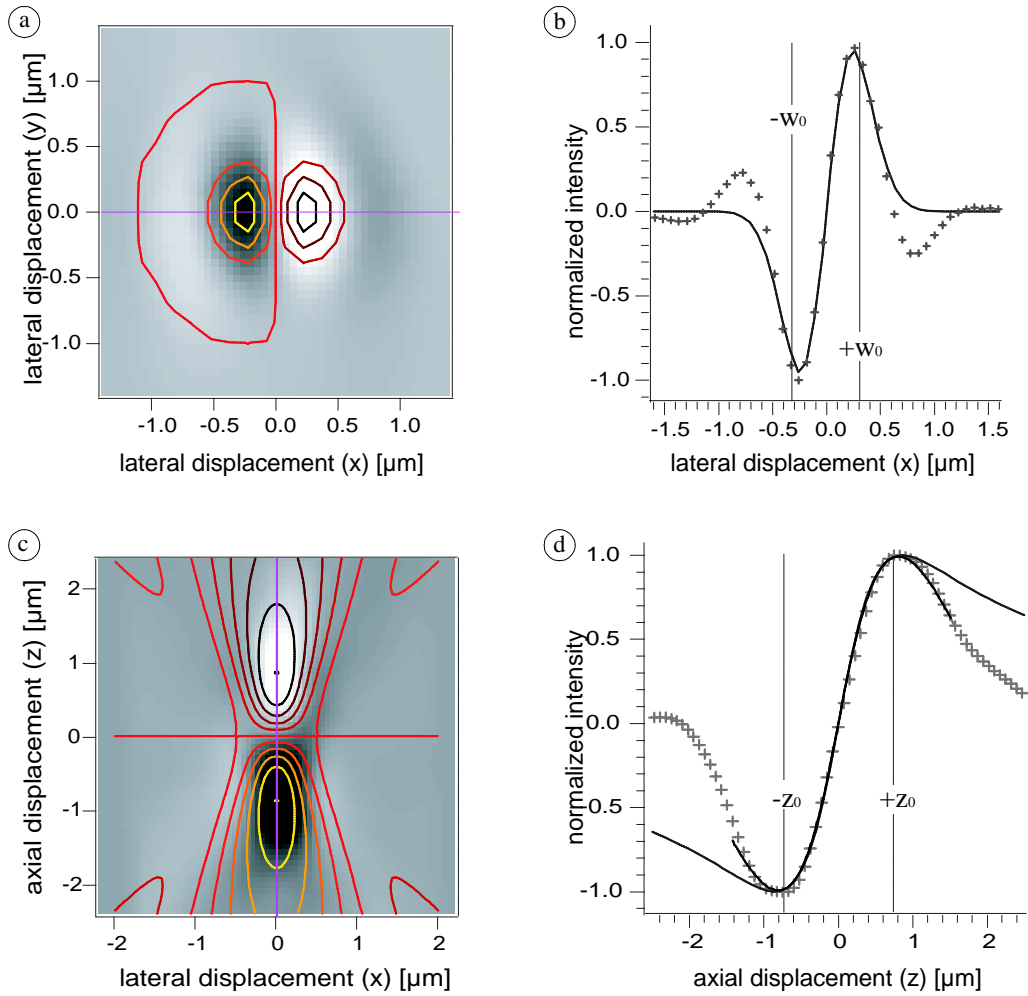 a
lateral displacement (y) [µm]
1.0
0.5
0.0
-0.5
-1.0
-1.0
-0.5
0.0
0.5
1.0
lateral displacement (x) [µm]
b
normalized intensity
1.0
0.5
0.0
-0.5
-1.0
-w₀
+w₀
-1.5
-1.0
-0.5
0.0
0.5
1.0
1.5
lateral displacement (x) [µm]
c
axial displacement (z) [µm]
2
1
0
-1
-2
-2
-1
0
1
2
lateral displacement (x) [µm]
d
normalized intensity
1.0
0.5
0.0
-0.5
-1.0
-z₀
+z₀
-2
-1
0
1
2
axial displacement (z) [µm]